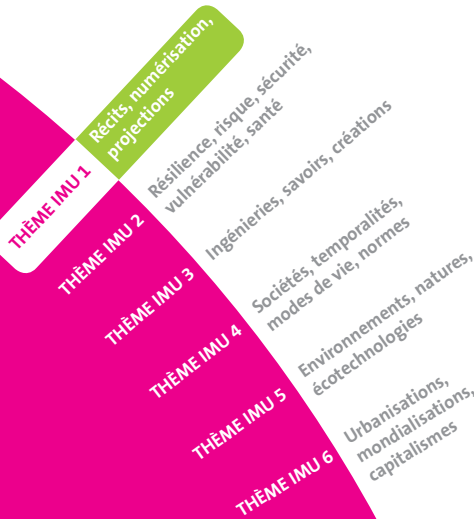 THÈME IMU 1
Récits, numérisation,
projections
THÈME IMU 2
Résilience, risque, sécurité,
vulnérabilité, santé
THÈME IMU 3
Ingénieries, savoirs, créations
THÈME IMU 4
Sociétés, temporalités,
modes de vie, normes
THÈME IMU 5
Environnements, natures,
écotechnologies
THÈME IMU 6
Urbanisations,
mondialisations,
capitalismes